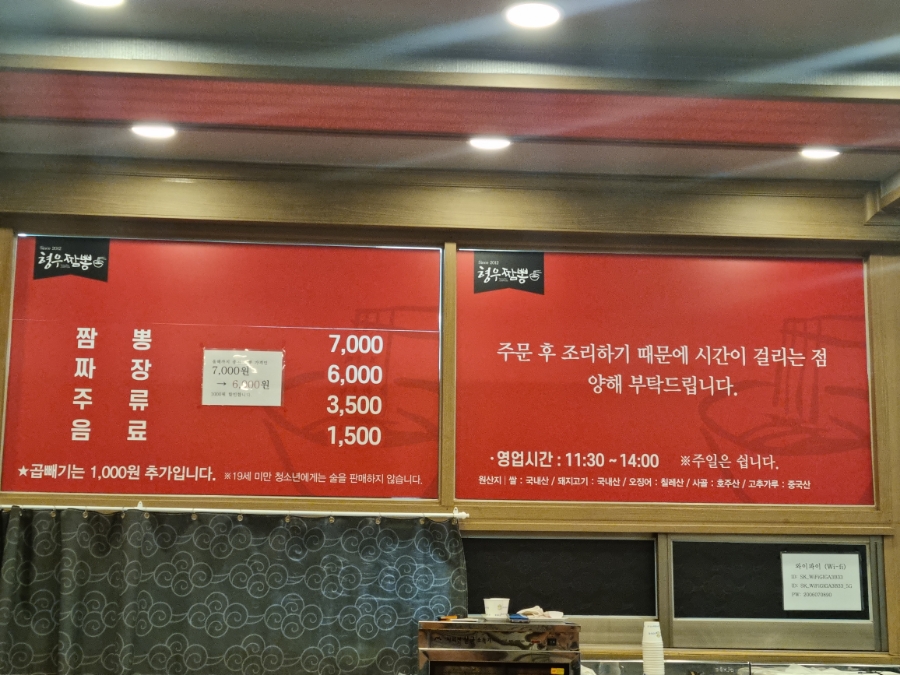 Since 2012
형우짬뽕
짬 뽕 7,000
짜 장 6,000
주 류 3,500
음 료 1,500
7,000원
→ 6,000원
★곱빼기는 1,000원 추가입니다. ※19세 미만 청소년에게는 술을 판매하지 않습니다.
Since 2012
형우짬뽕
주문 후 조리하기 때문에 시간이 걸리는 점
양해 부탁드립니다.
·영업시간 : 11:30 ~ 14:00 ※주일은 쉽니다.
원산지 | 쌀 : 국내산 / 돼지고기 : 국내산 / 오징어 : 칠레산 / 사골 : 호주산 / 고추가루 : 중국산
와이파이 (Wi-fi)